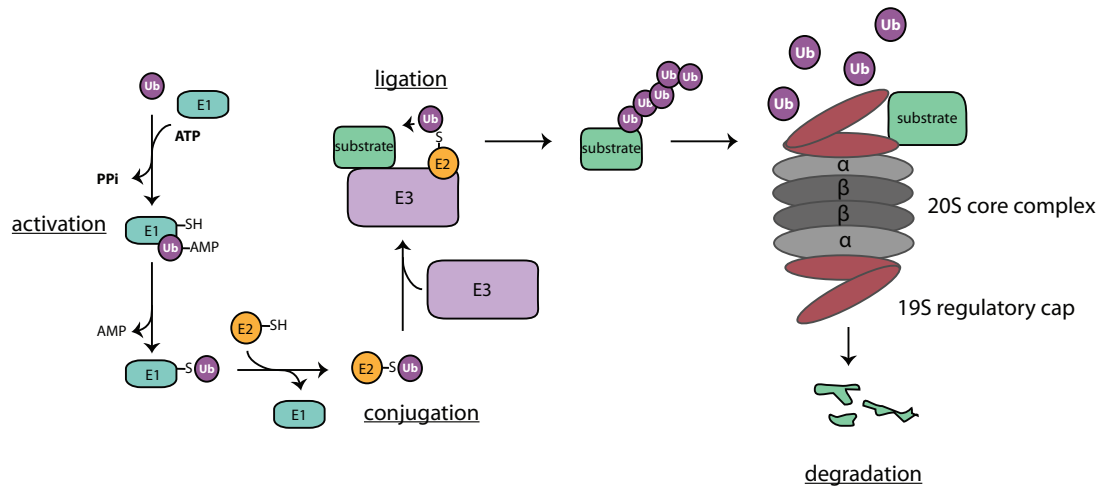 Ub
E1
ATP
PPi
activation
E1
SH
Ub
AMP
AMP
E1
S
Ub
E2
SH
E1
E2
S
Ub
conjugation
E3
ligation
Ub
S
substrate
E2
E3
Ub
Ub
Ub
Ub
Ub
substrate
Ub
Ub
Ub
Ub
substrate
α
β
β
α
20S core complex
19S regulatory cap
degradation